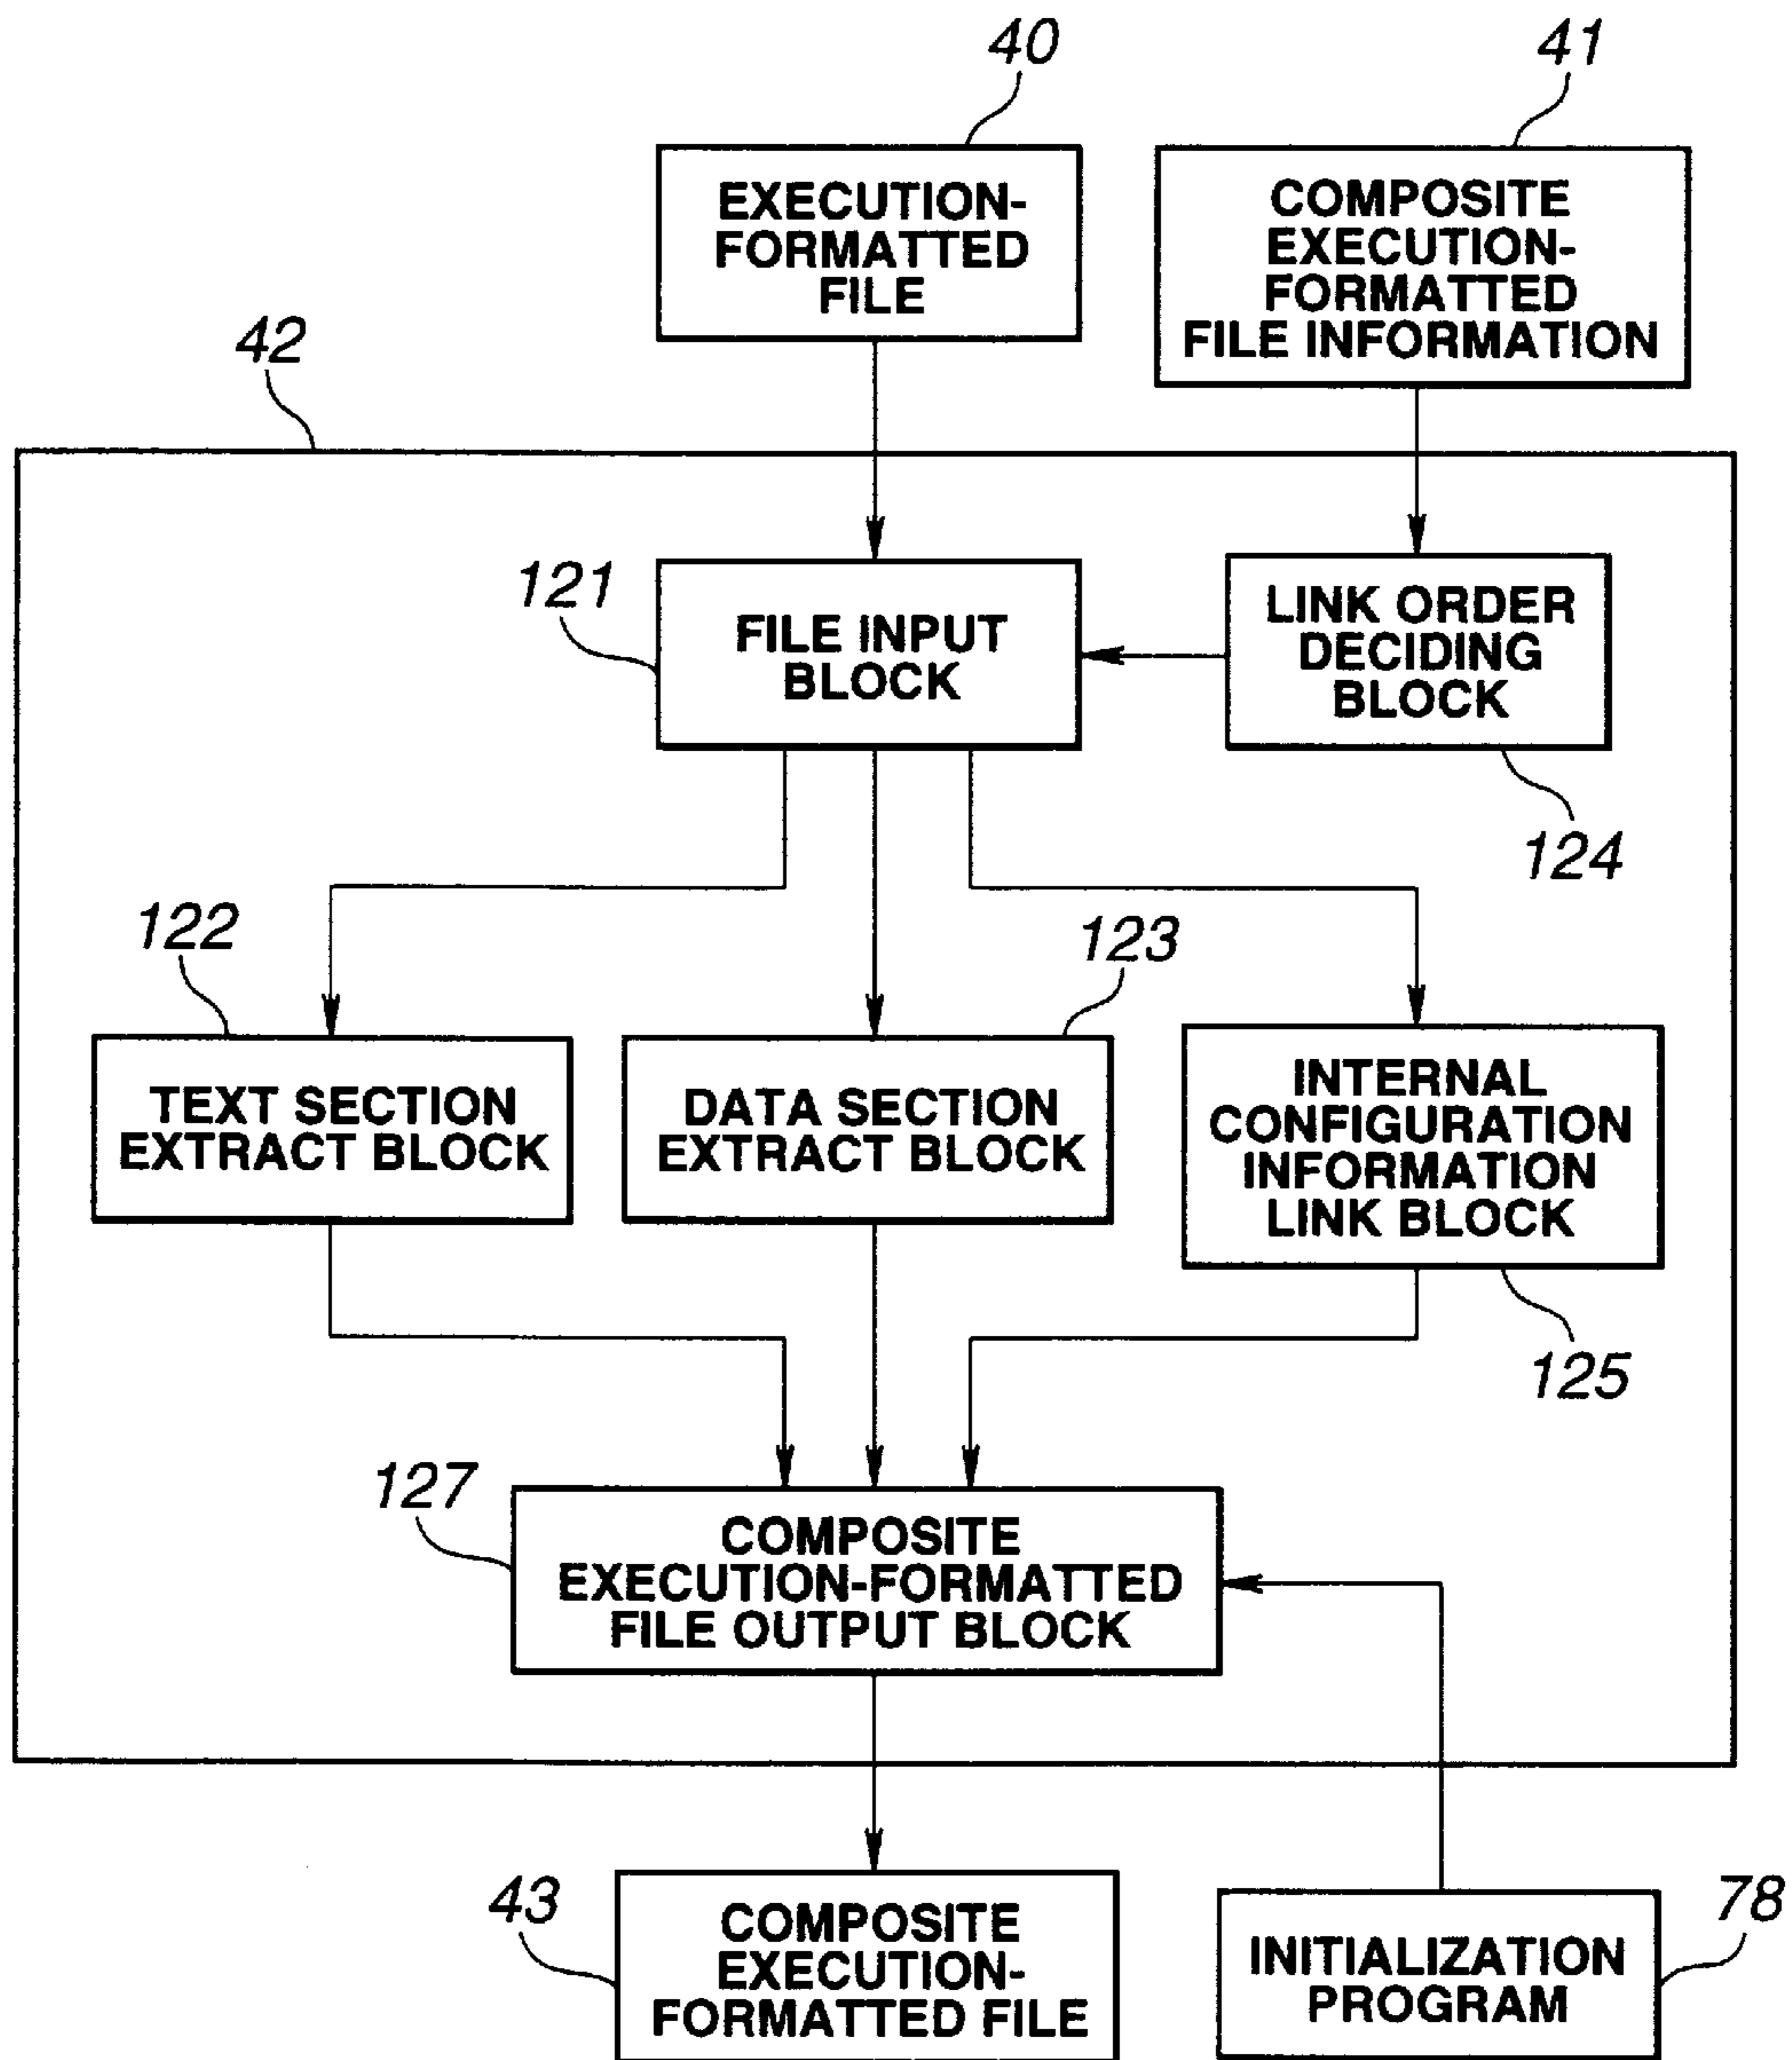 40
41
EXECUTION-
FORMATTED
FILE
COMPOSITE
EXECUTION-
FORMATTED
FILE INFORMATION
42
121
FILE INPUT
BLOCK
LINK ORDER
DECIDING
BLOCK
124
122
123
TEXT SECTION
EXTRACT BLOCK
DATA SECTION
EXTRACT BLOCK
INTERNAL
CONFIGURATION
INFORMATION
LINK BLOCK
125
127
COMPOSITE
EXECUTION-FORMATTED
FILE OUTPUT BLOCK
43
COMPOSITE
EXECUTION-
FORMATTED FILE
78
INITIALIZATION
PROGRAM